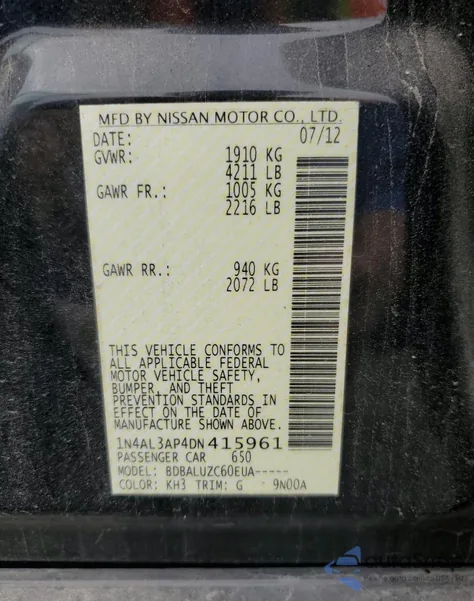 MFD BY NISSAN MOTOR CO., LTD.
DATE: 07/12
GVWR: 1910 KG
4211 LB
GAWR FR.: 1005 KG
2216 LB
GAWR RR.: 940 KG
2072 LB
THIS VEHICLE CONFORMS TO
ALL APPLICABLE FEDERAL
MOTOR VEHICLE SAFETY,
BUMPER, AND THEFT
PREVENTION STANDARDS IN
EFFECT ON THE DATE OF
MANUFACTURE SHOWN ABOVE.
1N4AL3AP4DN415961
PASSENGER CAR 650
MODEL: BDBALUZC60EUA-----
COLOR: KH3 TRIM: G 9N00A